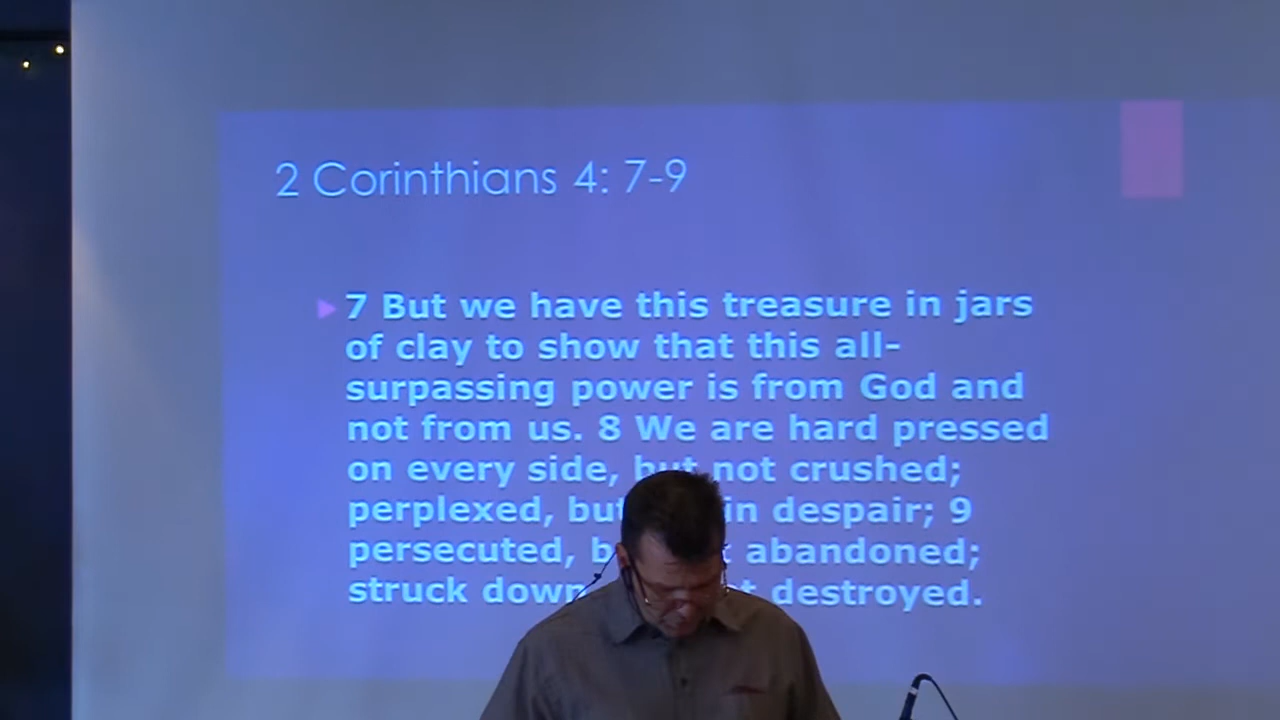 2 Corinthians 4: 7-9
7 But we have this treasure in jars
of clay to show that this all-
surpassing power is from God and
not from us. 8 We are hard pressed
on every side, but not crushed;
perplexed, but in despair; 9
persecuted, abandoned;
struck down destroyed.